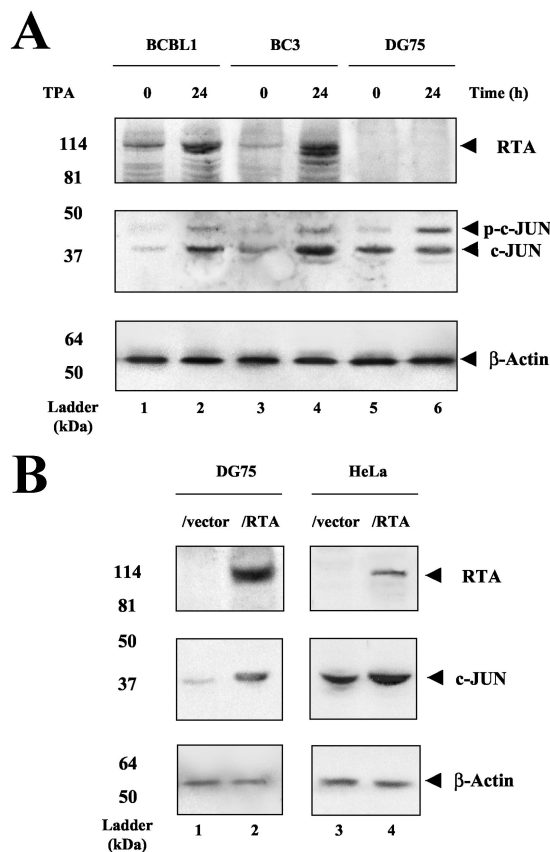 A
BCBL1 BC3 DG75
TPA 0 24 0 24 0 24 Time (h)
114
RTA
81
50
p-c-JUN
37
c-JUN
64
β-Actin
50
Ladder (kDa) 1 2 3 4 5 6
B
DG75 HeLa
/vector /RTA /vector /RTA
114
RTA
81
50
c-JUN
37
64
β-Actin
50
Ladder (kDa) 1 2 3 4